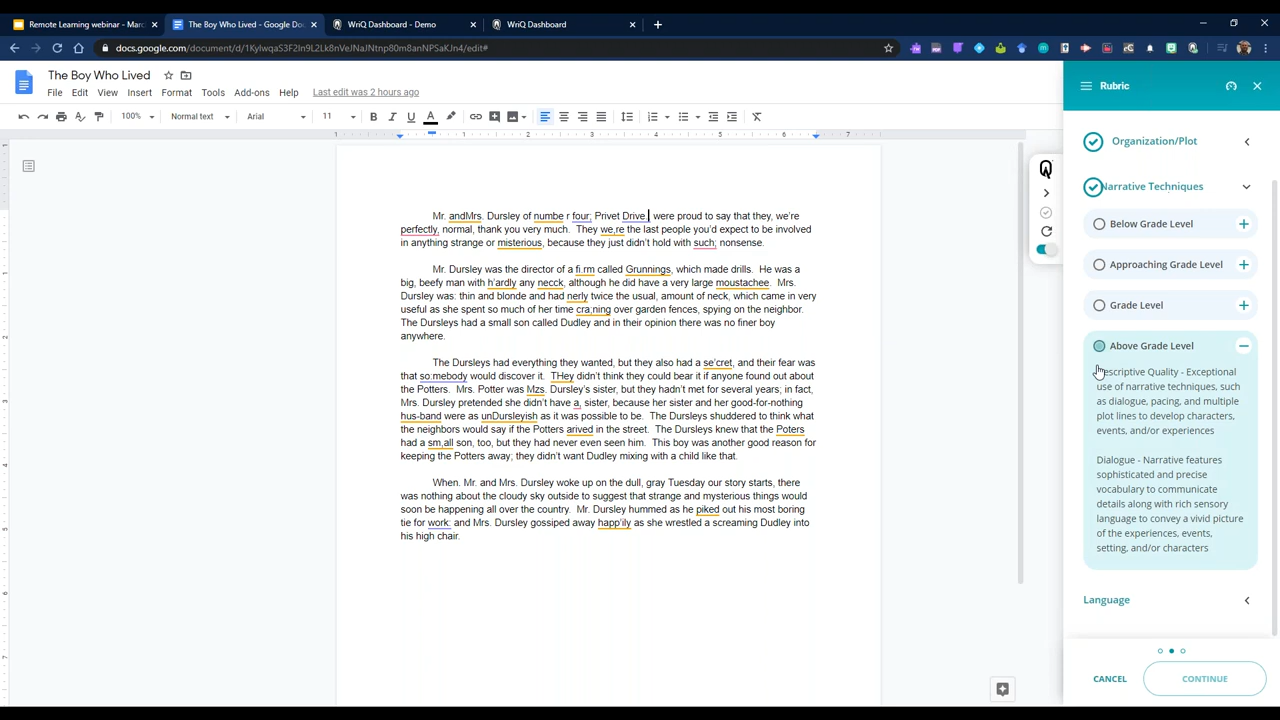 Remote Learning webinar - Marc
The Boy Who Lived - Google Do
WriQ Dashboard - Demo
WriQ Dashboard
docs.google.com/document/d/1KylwqaS3F2In9L2Lk8nVeJNaJNtnp80m8anNPSaKJn4/edit#
The Boy Who Lived
File Edit View Insert Format Tools Add-ons Help Last edit was 2 hours ago
100% Normal text Arial 11
1 1 2 3 4 5 6 7
Mr. andMrs. Dursley of numbe r four; Privet Drive. were proud to say that they, we're
perfectly, normal, thank you very much. They we,re the last people you'd expect to be involved
in anything strange or misterious, because they just didn't hold with such; nonsense.
Mr. Dursley was the director of a fi.rm called Grunnings, which made drills. He was a
big, beefy man with h'ardly any necck, although he did have a very large moustachee. Mrs.
Dursley was: thin and blonde and had nerly twice the usual, amount of neck, which came in very
useful as she spent so much of her time cra;ning over garden fences, spying on the neighbor.
The Dursleys had a small son called Dudley and in their opinion there was no finer boy
anywhere.
The Dursleys had everything they wanted, but they also had a se'cret, and their fear was
that so:mebody would discover it. THey didn't think they could bear it if anyone found out about
the Potters. Mrs. Potter was Mzs. Dursley's sister, but they hadn't met for several years; in fact,
Mrs. Dursley pretended she didn't have a, sister, because her sister and her good-for-nothing
hus-band were as unDursleyish as it was possible to be. The Dursleys shuddered to think what
the neighbors would say if the Potters arived in the street. The Dursleys knew that the Poters
had a sm,all son, too, but they had never even seen him. This boy was another good reason for
keeping the Potters away; they didn't want Dudley mixing with a child like that.
When. Mr. and Mrs. Dursley woke up on the dull, gray Tuesday our story starts, there
was nothing about the cloudy sky outside to suggest that strange and mysterious things would
soon be happening all over the country. Mr. Dursley hummed as he piked out his most boring
tie for work: and Mrs. Dursley gossiped away happ'ily as she wrestled a screaming Dudley into
his high chair.
Rubric
Organization/Plot
Narrative Techniques
Below Grade Level
Approaching Grade Level
Grade Level
Above Grade Level
escriptive Quality - Exceptional
use of narrative techniques, such
as dialogue, pacing, and multiple
plot lines to develop characters,
events, and/or experiences
Dialogue - Narrative features
sophisticated and precise
vocabulary to communicate
details along with rich sensory
language to convey a vivid picture
of the experiences, events,
setting, and/or characters
Language
CANCEL CONTINUE